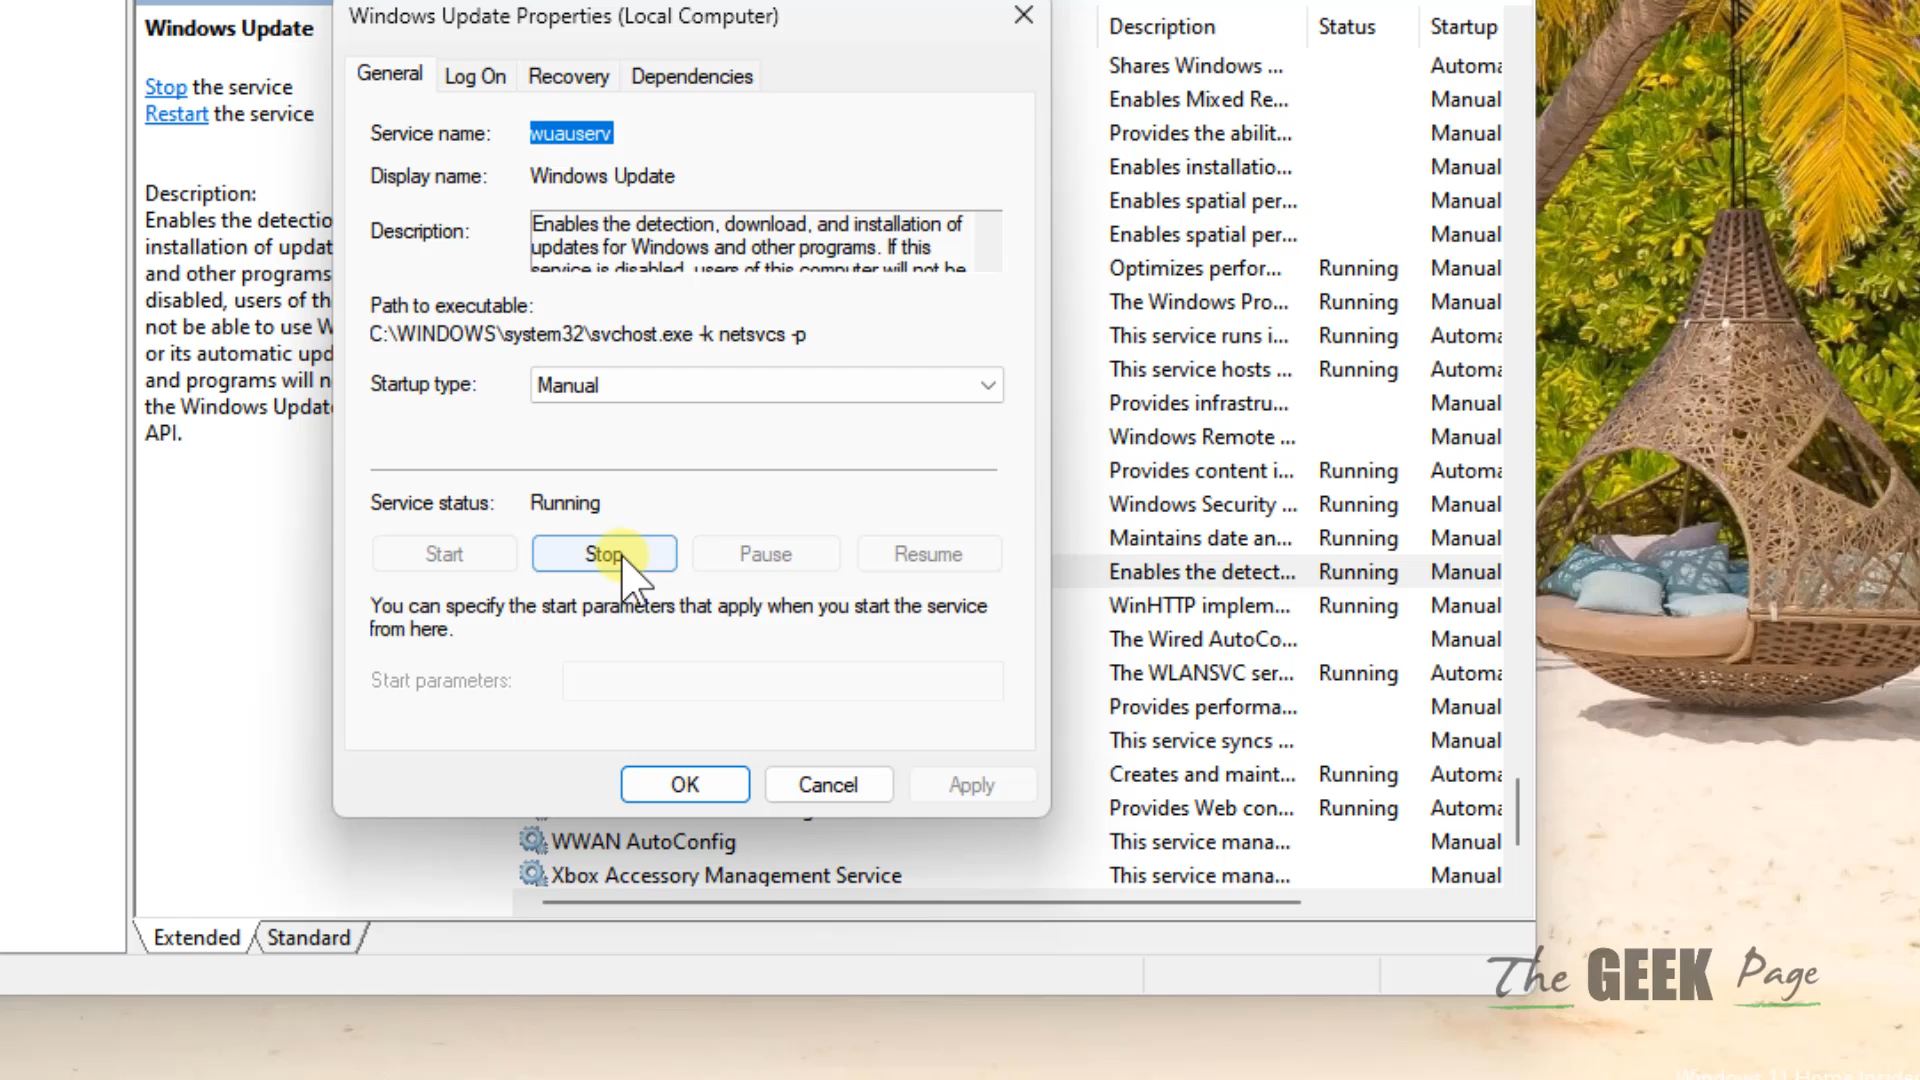 Windows Update
Stop the service
Restart the service
Description:
Enables the detectio
installation of updat
and other programs
disabled, users of th
not be able to use W
or its automatic upd
and programs will n
the Windows Updat
API.
Windows Update Properties (Local Computer)
General
Log On
Recovery
Dependencies
Service name: wuauserv
Display name: Windows Update
Description:
Enables the detection, download, and installation of
updates for Windows and other programs. If this
service is disabled, users of this computer will not be
Path to executable:
C:\WINDOWS\system32\svchost.exe -k netsvcs -p
Startup type: Manual
Service status: Running
Start
Stop
Pause
Resume
You can specify the start parameters that apply when you start the service
from here.
Start parameters:
OK
Cancel
Apply
Description Status Startup
Shares Windows ... Automa
Enables Mixed Re... Manual
Provides the abilit... Manual
Enables installatio... Manual
Enables spatial per... Manual
Enables spatial per... Manual
Optimizes perfor... Running Manual
The Windows Pro... Running Manual
This service runs i... Running Automa
This service hosts ... Running Automa
Provides infrastru... Manual
Windows Remote ... Manual
Provides content i... Running Automa
Windows Security ... Running Manual
Maintains date an... Running Manual
Enables the detect... Running Manual
WinHTTP implem... Running Manual
The Wired AutoCo... Manual
The WLANSVC ser... Running Automa
Provides performa... Manual
This service syncs ... Manual
Creates and maint... Running Automa
Provides Web con... Running Automa
WWAN AutoConfig This service mana... Manual
Xbox Accessory Management Service This service mana... Manual
Extended
Standard
The GEEK Page